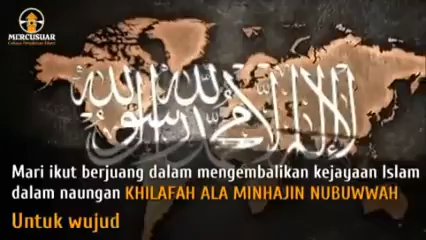 MERCUSUAR
لا إله إلا الله محمد رسول الله
Mari ikut berjuang dalam mengembalikan kejayaan Islam
dalam naungan KHILAFAH ALA MINHAJIN NUBUWWAH
Untuk wujud